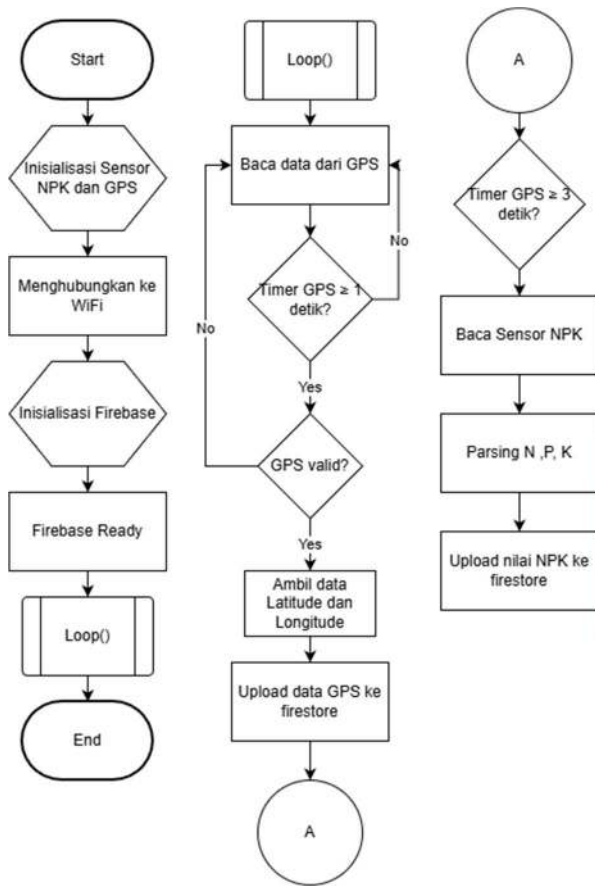 Start
Inisialisasi Sensor
NPK dan GPS
Menghubungkan ke
WiFi
Inisialisasi Firebase
Firebase Ready
Loop()
End
Loop()
Baca data dari GPS
No
Timer GPS ≥ 1
detik?
No
Yes
GPS valid?
Yes
Ambil data
Latitude dan
Longitude
Upload data GPS ke
firestore
A
A
Timer GPS ≥ 3
detik?
Baca Sensor NPK
Parsing N ,P, K
Upload nilai NPK ke
firestore